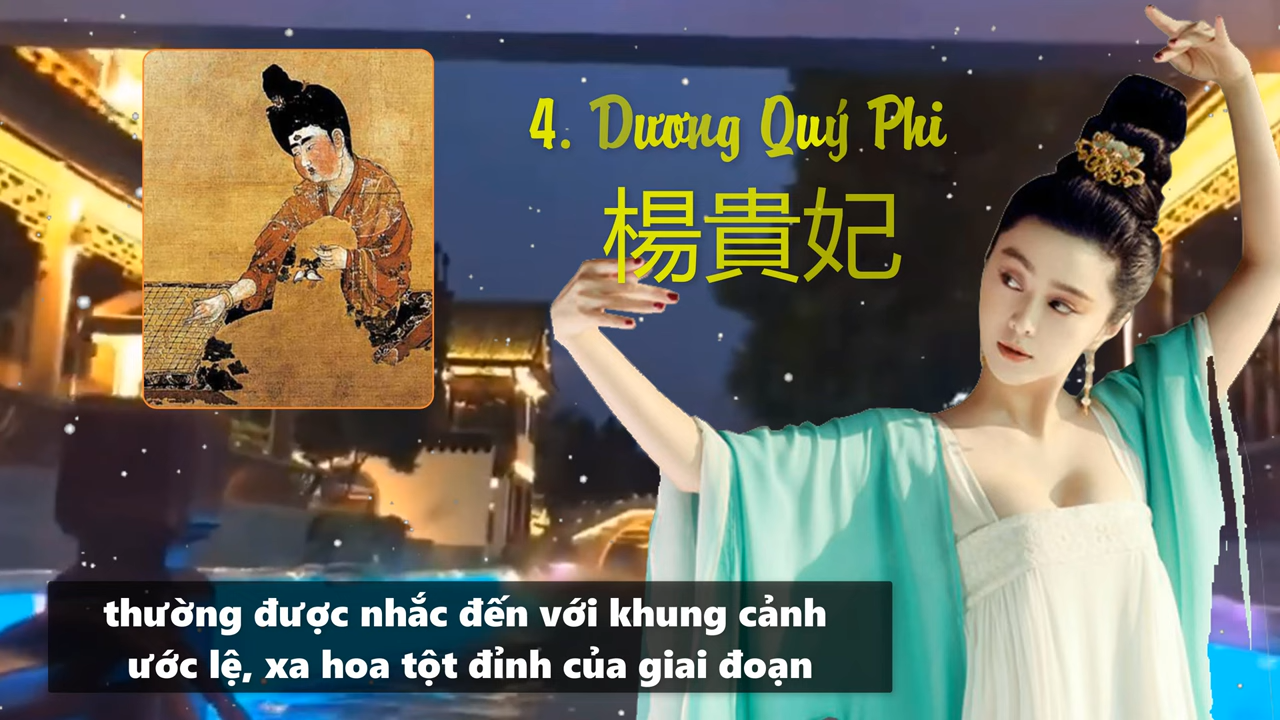 4. Dương Quý Phi
楊貴妃
thường được nhắc đến với khung cảnh
ước lệ, xa hoa tột đỉnh của giai đoạn